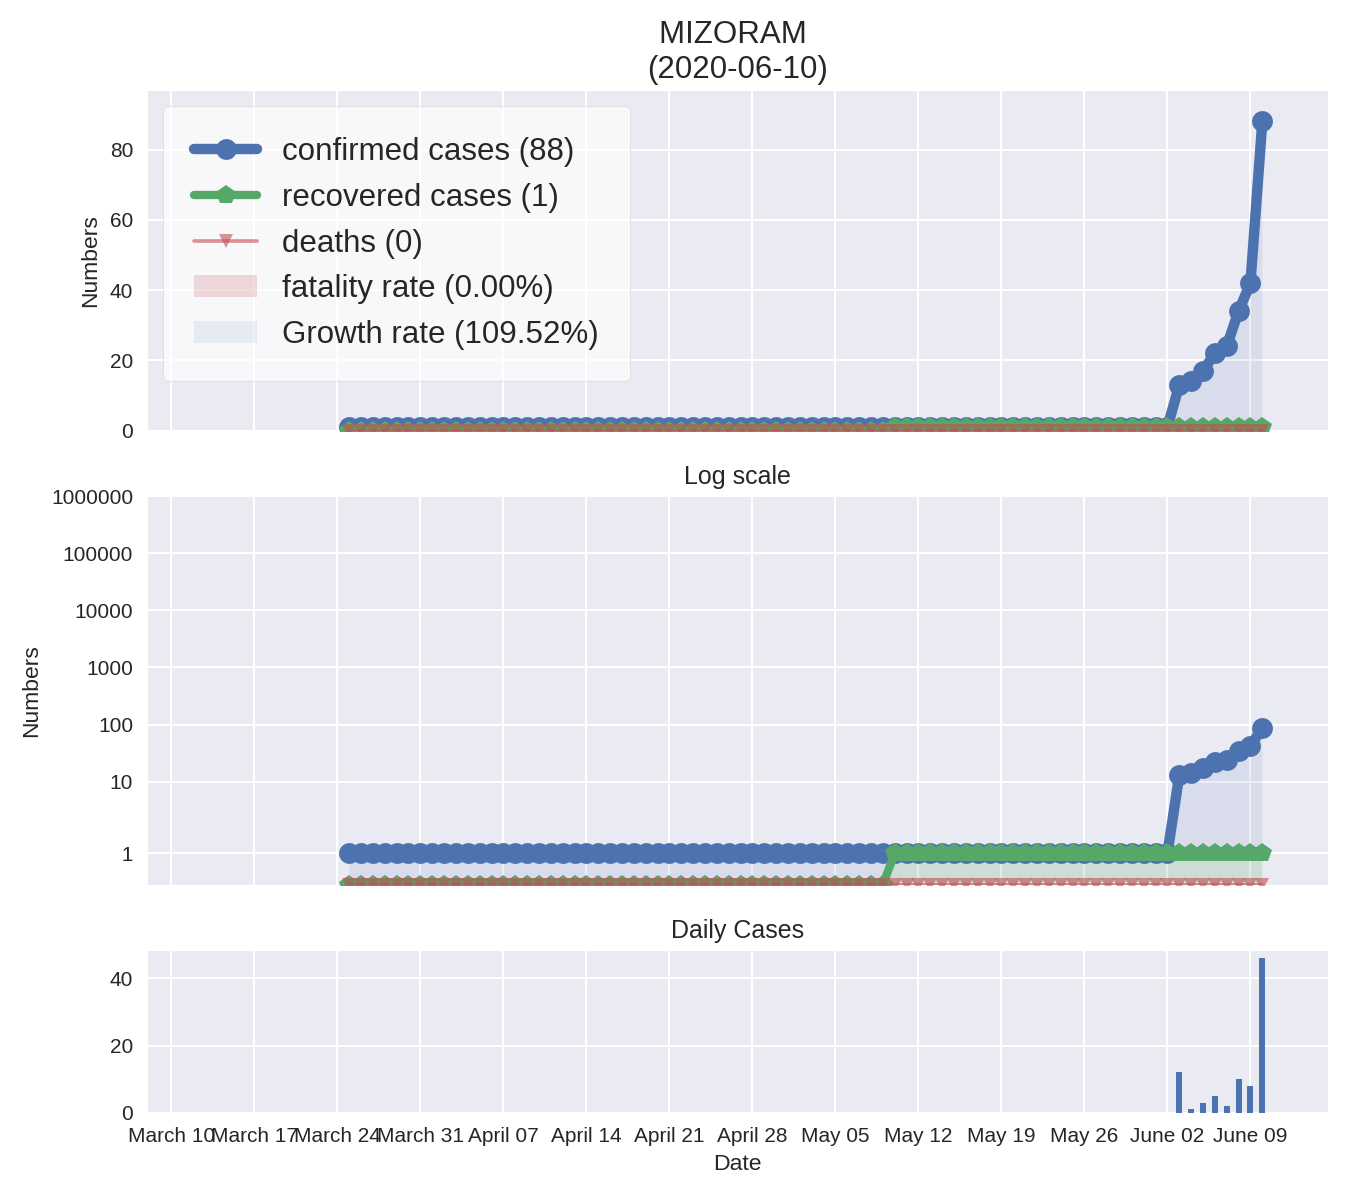 MIZORAM
(2020-06-10)
confirmed cases (88)
recovered cases (1)
deaths (0)
fatality rate (0.00%)
Growth rate (109.52%)
Numbers
80
60
40
20
0
Log scale
Numbers
1000000
100000
10000
1000
100
10
1
Daily Cases
40
20
0
March 10 March 17 March 24 March 31 April 07 April 14 April 21 April 28 May 05 May 12 May 19 May 26 June 02 June 09
Date